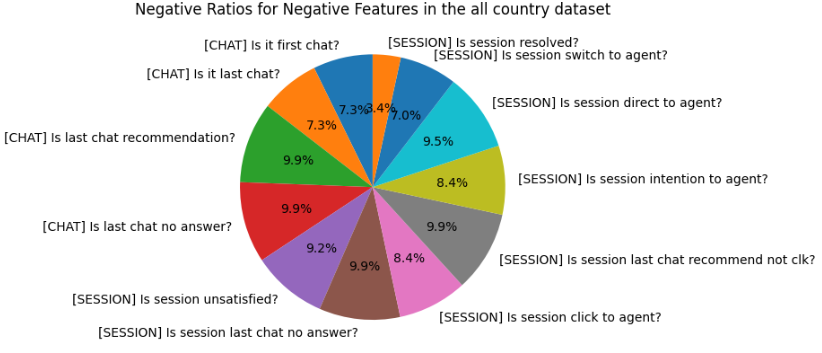 Negative Ratios for Negative Features in the all country dataset
[CHAT] Is it first chat?
7.3%
[CHAT] Is it last chat?
7.3%
[CHAT] Is last chat recommendation?
9.9%
[CHAT] Is last chat no answer?
9.9%
[SESSION] Is session unsatisfied?
9.2%
[SESSION] Is session last chat no answer?
9.9%
[SESSION] Is session click to agent?
8.4%
[SESSION] Is session last chat recommend not clk?
9.9%
[SESSION] Is session intention to agent?
8.4%
[SESSION] Is session direct to agent?
9.5%
[SESSION] Is session switch to agent?
7.0%
[SESSION] Is session resolved?
3.4%